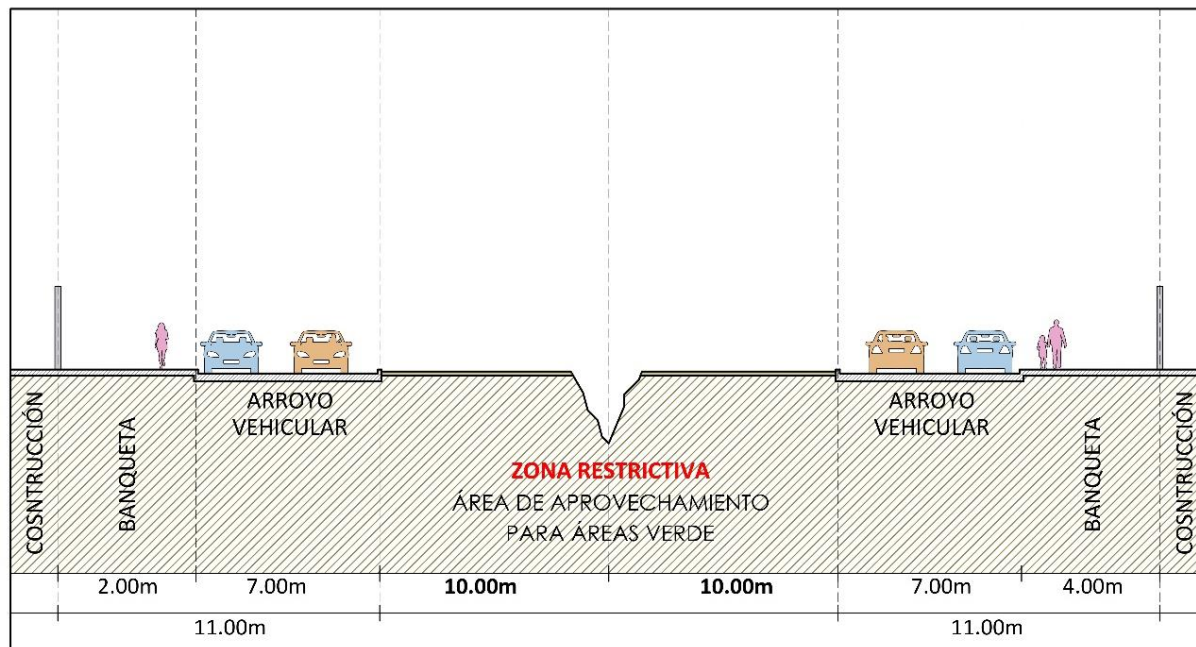 COSNTRUCCIÓN
BANQUETA
ARROYO
VEHICULAR
ZONA RESTRICTIVA
ÁREA DE APROVECHAMIENTO
PARA ÁREAS VERDE
ARROYO
VEHICULAR
BANQUETA
COSNTRUCCIÓN
2.00m 7.00m 10.00m 10.00m 7.00m 4.00m
11.00m 11.00m